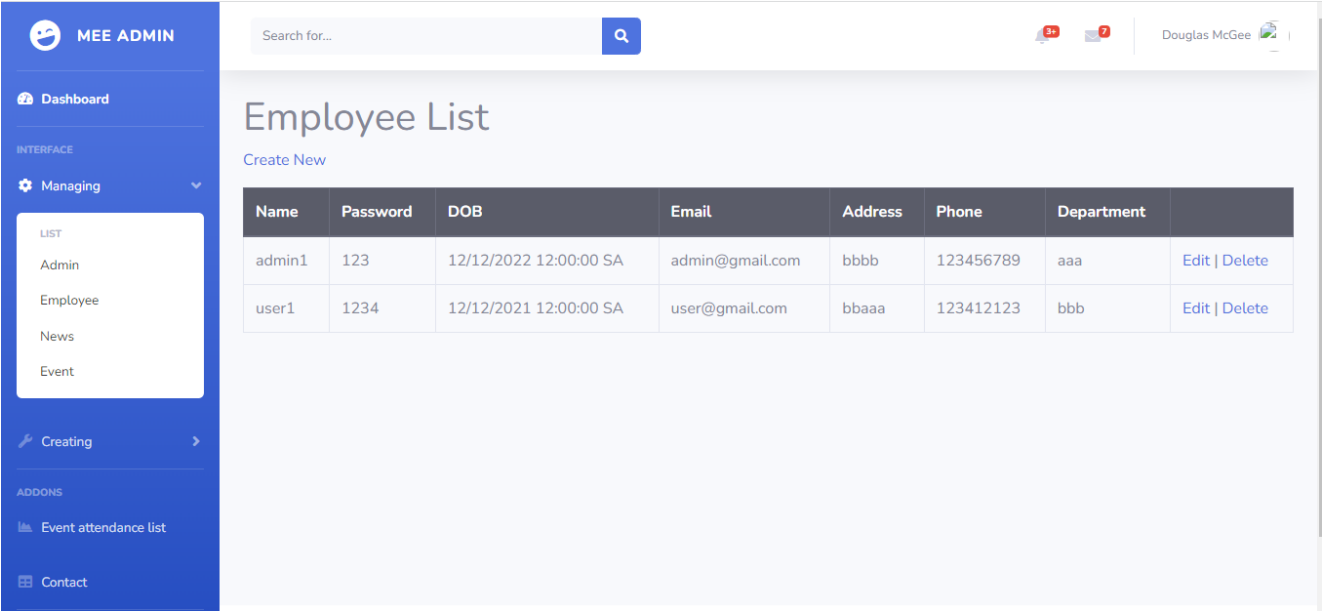 MEE ADMIN
Search for...
3+
7
Douglas McGee
Dashboard
INTERFACE
Managing
LIST
Admin
Employee
News
Event
Creating
ADDONS
Event attendance list
Contact
Employee List
Create New
Name Password DOB Email Address Phone Department
admin1 123 12/12/2022 12:00:00 SA admin@gmail.com bbbb 123456789 aaa Edit | Delete
user1 1234 12/12/2021 12:00:00 SA user@gmail.com bbaaa 123412123 bbb Edit | Delete